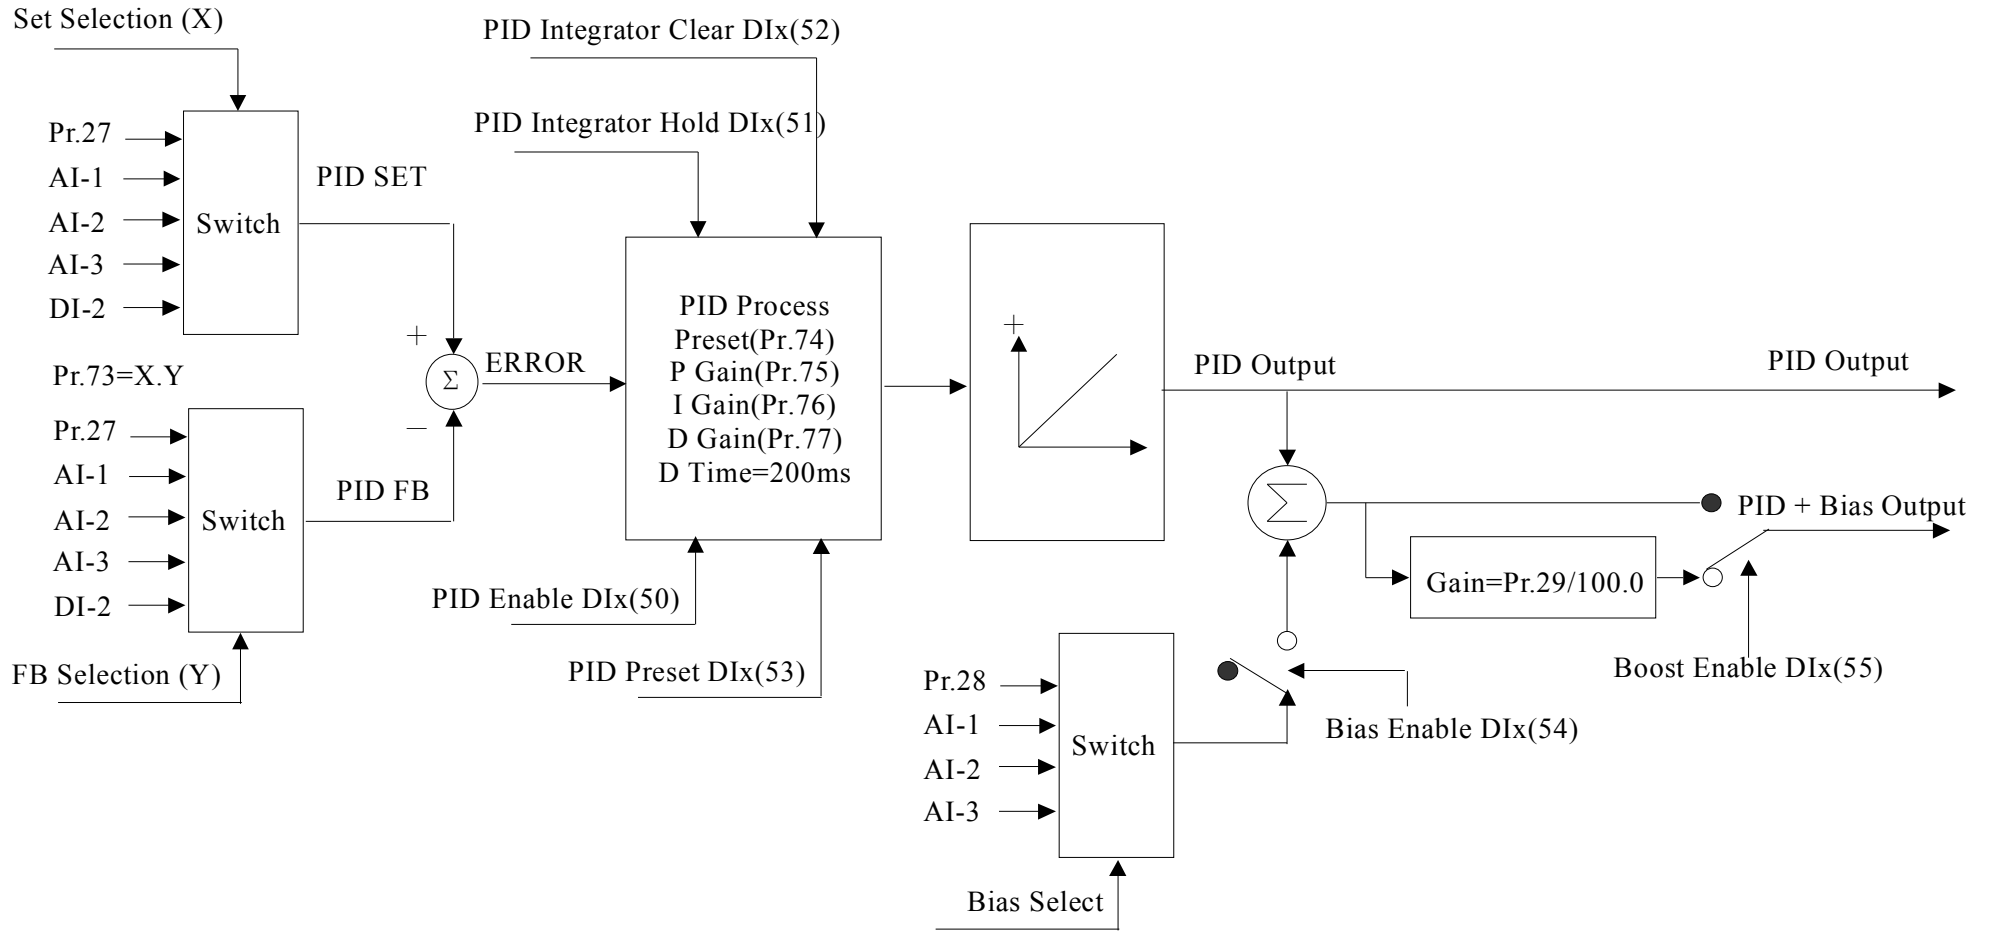 Set Selection (X)
Pr.27
AI-1
AI-2
AI-3
DI-2
Switch
PID SET
Pr.73=X.Y
Pr.27
AI-1
AI-2
AI-3
DI-2
Switch
PID FB
FB Selection (Y)
+
−
Σ
ERROR
PID Integrator Clear DIx(52)
PID Integrator Hold DIx(51)
PID Process
Preset(Pr.74)
P Gain(Pr.75)
I Gain(Pr.76)
D Gain(Pr.77)
D Time=200ms
PID Enable DIx(50)
PID Preset DIx(53)
+
PID Output
PID Output
Σ
PID + Bias Output
Gain=Pr.29/100.0
Boost Enable DIx(55)
Bias Enable DIx(54)
Pr.28
AI-1
AI-2
AI-3
Switch
Bias Select